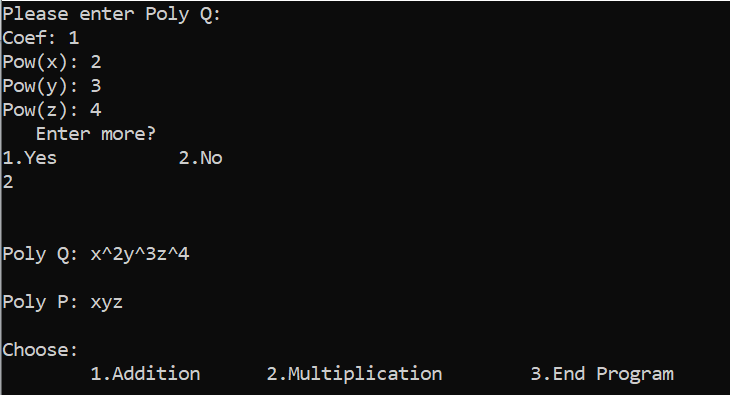 Please enter Poly Q:
Coef: 1
Pow(x): 2
Pow(y): 3
Pow(z): 4
Enter more?
1.Yes 2.No
2
Poly Q: x^2y^3z^4
Poly P: xyz
Choose:
1.Addition 2.Multiplication 3.End Program